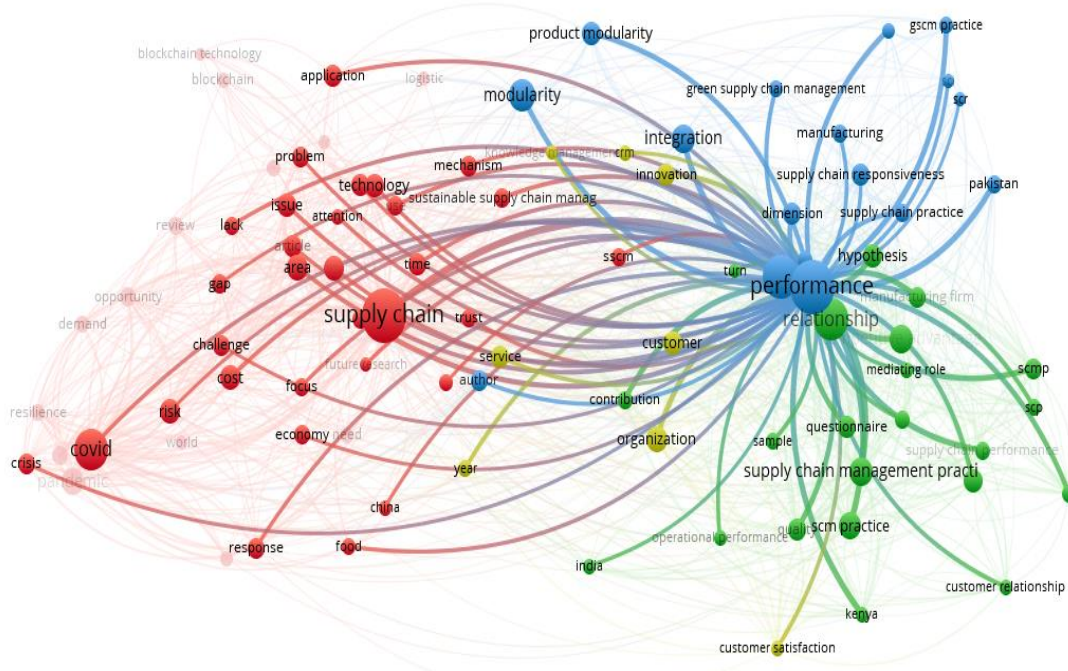 gscm practice
product modularity
blockchain technology
application
logistic
blockchain
modularity
green supply chain management
scr
integration
manufacturing
problem
knowledge management
crm
mechanism
innovation
supply chain responsiveness
technology
pakistan
sustainable supply chain manag
issue
attention
dimension
supply chain practice
review
lack
article
hypothesis
sscm
area
time
turn
gap
performance
opportunity
manufacturing firm
supply chain
trust
relationship
demand
challenge
customer
service
future research
mediating role
scmp
cost
focus
author
contribution
scp
resilience
risk
questionnaire
economy
need
organization
sample
covid
world
supply chain performance
crisis
year
supply chain management practi
pandemic
china
quality
scm practice
operational performance
response
food
india
customer relationship
kenya
customer satisfaction